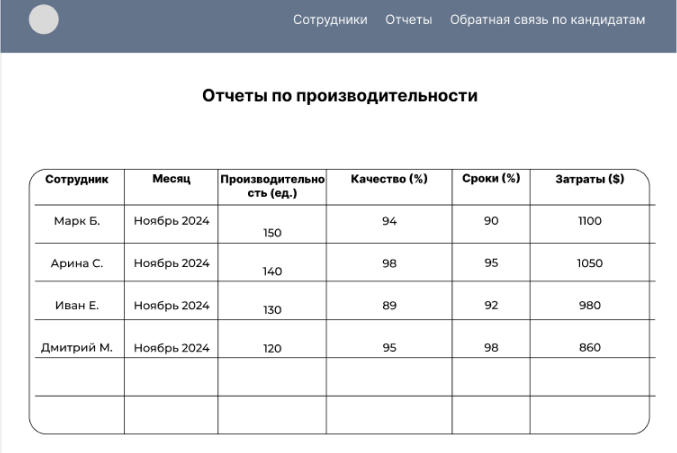 Сотрудники Отчеты Обратная связь по кандидатам
Отчеты по производительности
Сотрудник Месяц Производительно Качество (%) Сроки (%) Затраты ($)
сть (ед.)
Марк Б. Ноябрь 2024 150 94 90 1100
Арина С. Ноябрь 2024 140 98 95 1050
Иван Е. Ноябрь 2024 130 89 92 980
Дмитрий М. Ноябрь 2024 120 95 98 860